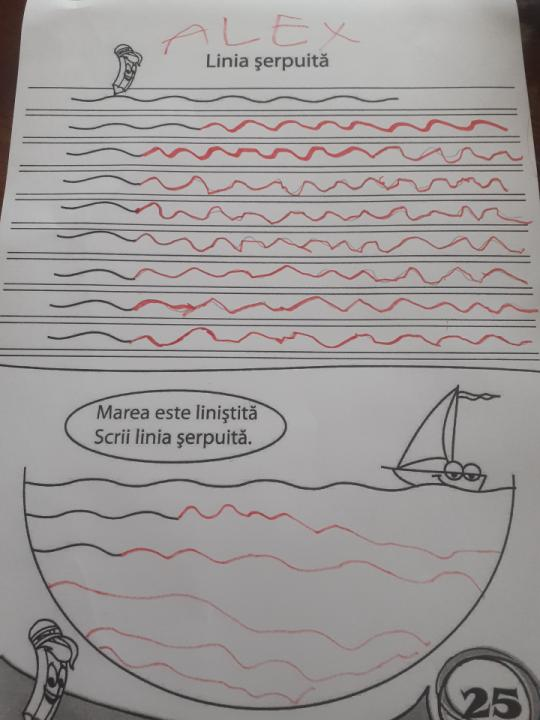 ALEX
Linia şerpuită
Marea este liniştită
Scrii linia şerpuită.
25